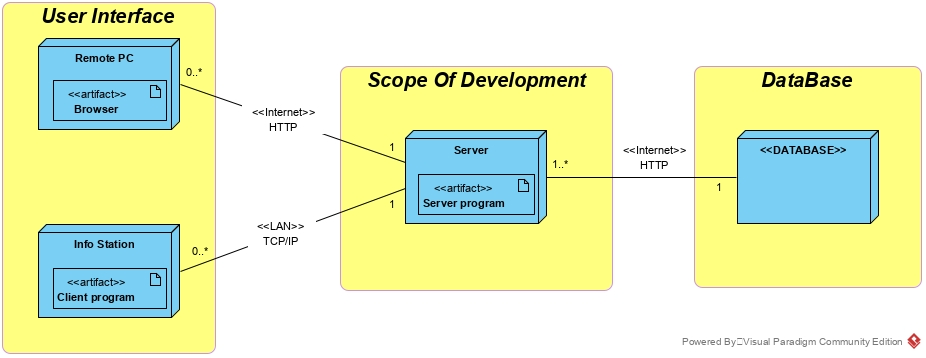 User Interface
Remote PC
<<artifact>>
Browser
0..*
<<Internet>>
HTTP
1
Info Station
<<artifact>>
Client program
0..*
<<LAN>>
TCP/IP
1
Scope Of Development
Server
<<artifact>>
Server program
1..*
<<Internet>>
HTTP
1
DataBase
<<DATABASE>>
Powered By Visual Paradigm Community Edition